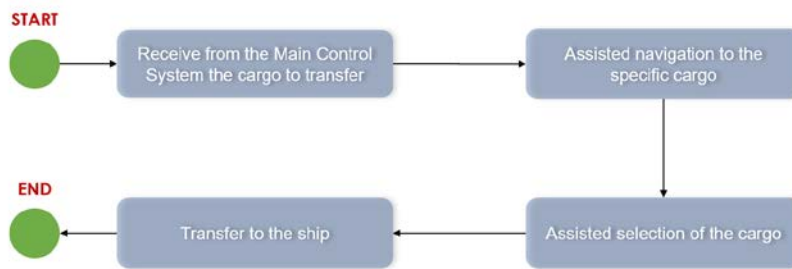 START
Receive from the Main Control
System the cargo to transfer
Assisted navigation to the
specific cargo
END
Transfer to the ship
Assisted selection of the cargo